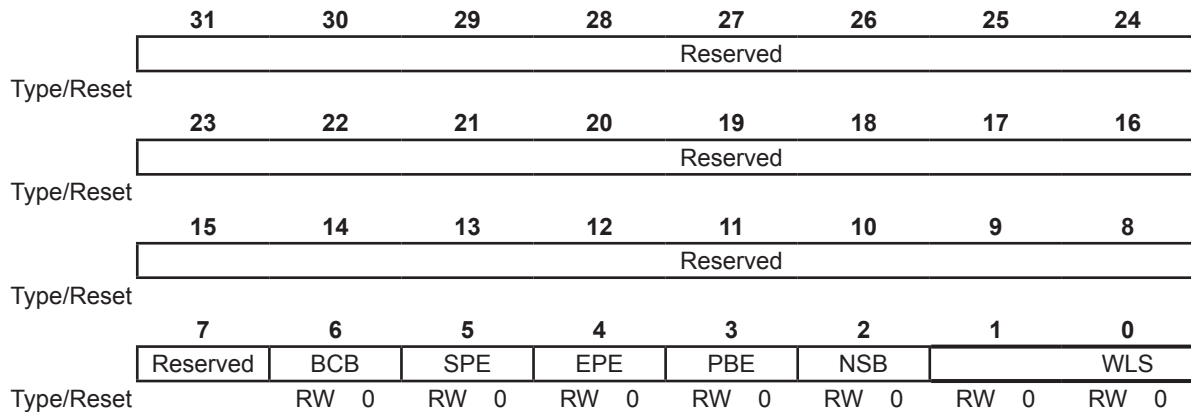 31 30 29 28 27 26 25 24
Reserved
Type/Reset
23 22 21 20 19 18 17 16
Reserved
Type/Reset
15 14 13 12 11 10 9 8
Reserved
Type/Reset
7 6 5 4 3 2 1 0
Reserved BCB SPE EPE PBE NSB WLS
Type/Reset RW 0 RW 0 RW 0 RW 0 RW 0 RW 0 RW 0